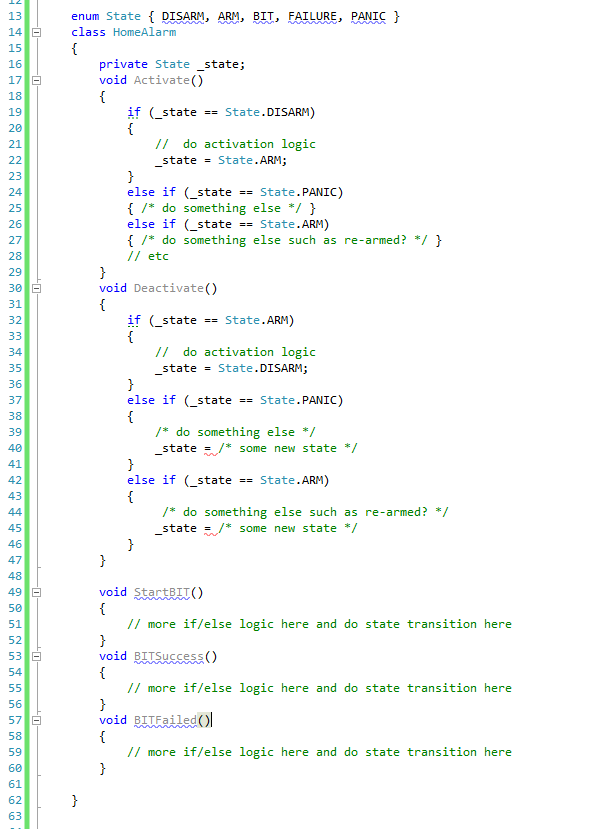 12
13 enum State { DISARM, ARM, BIT, FAILURE, PANIC }
14 class HomeAlarm
15 {
16 private State _state;
17 void Activate()
18 {
19 if (_state == State.DISARM)
20 {
21 //  do activation logic
22 _state = State.ARM;
23 }
24 else if (_state == State.PANIC)
25 { /* do something else */ }
26 else if (_state == State.ARM)
27 { /* do something else such as re-armed? */ }
28 // etc
29 }
30 void Deactivate()
31 {
32 if (_state == State.ARM)
33 {
34 //  do activation logic
35 _state = State.DISARM;
36 }
37 else if (_state == State.PANIC)
38 {
39 /* do something else */
40 _state = /* some new state */
41 }
42 else if (_state == State.ARM)
43 {
44 /* do something else such as re-armed? */
45 _state = /* some new state */
46 }
47 }
48
49 void StartBIT()
50 {
51 // more if/else logic here and do state transition here
52 }
53 void BITSuccess()
54 {
55 // more if/else logic here and do state transition here
56 }
57 void BITFailed()
58 {
59 // more if/else logic here and do state transition here
60 }
61
62 }
63